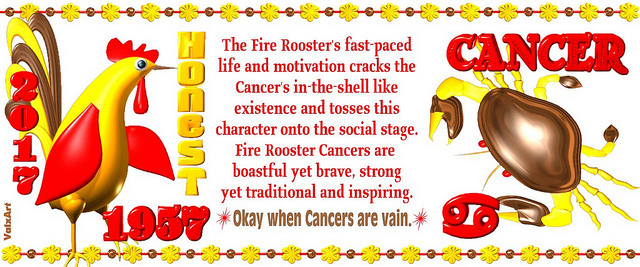 2017
ValxArt
1957
Honest
The Fire Rooster's fast-paced
life and motivation cracks the
Cancer's in-the-shell like
existence and tosses this
character onto the social stage.
Fire Rooster Cancers are
boastful yet brave, strong
yet traditional and inspiring.
✴Okay when Cancers are vain.✴
CANCER
♋